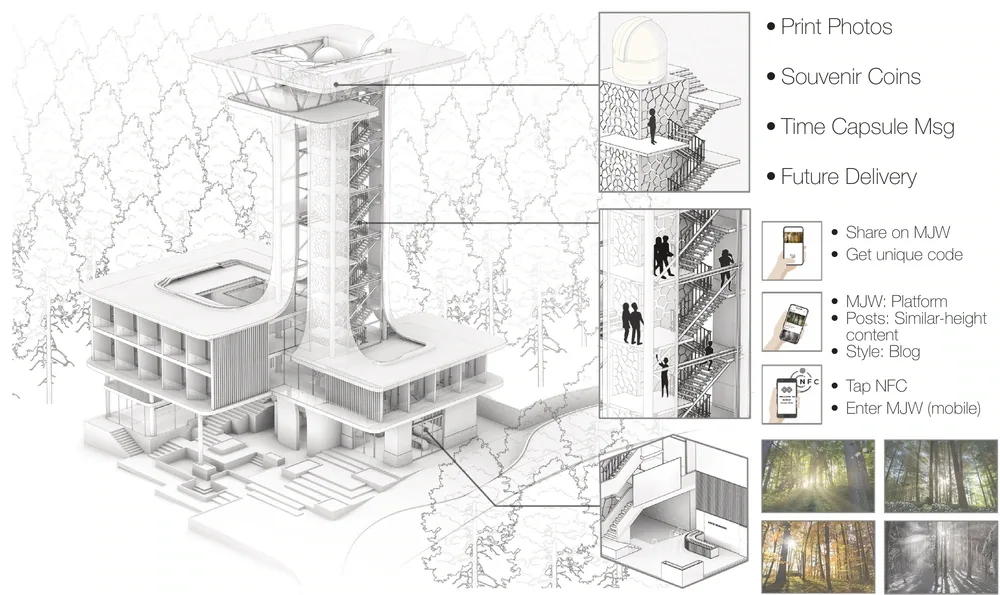 • Print Photos
• Souvenir Coins
• Time Capsule Msg
• Future Delivery
• Share on MJW
• Get unique code
• MJW: Platform
• Posts: Similar-height
content
• Style: Blog
NFC
• Tap NFC
• Enter MJW (mobile)